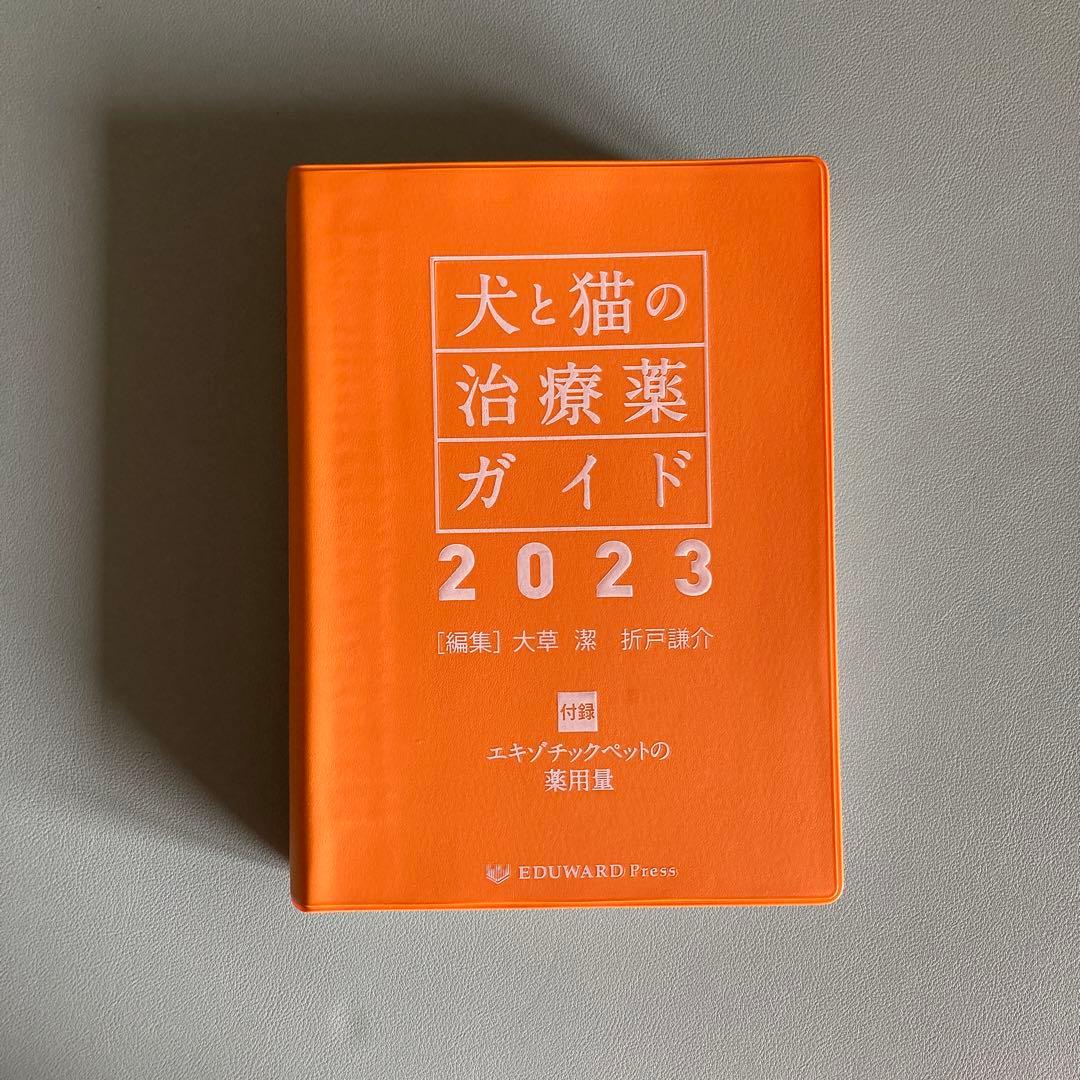 犬と猫の
治療薬
ガイド
2023
[編集] 大草 潔 折戸謙介
付録
エキゾチックペットの
薬用量
EDUWARD Press